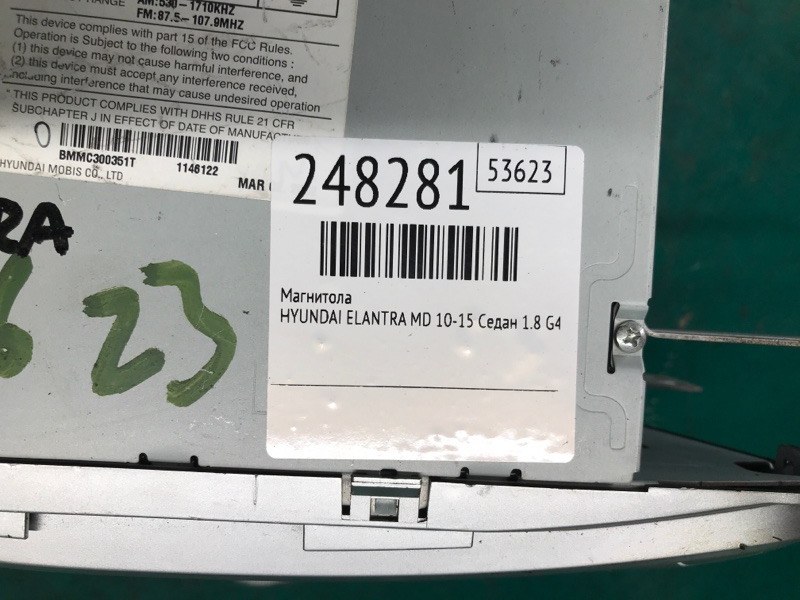 AM:530-1710KHZ
FM:87.5-107.9MHZ
This device complies with part 15 of the FCC Rules.
Operation is Subject to the following two conditions:
(1) this device may not cause harmful interference, and
(2) this device must accept any interference received,
including interference that may cause undesired operation
* THIS PRODUCT COMPLIES WITH DHHS RULE 21 CFR
SUBCHAPTER J IN EFFECT OF DATE OF MANUFACT
0
BMMC300351T 1146122
HYUNDAI MOBIS CO., LTD
MAR
RA
6 23
248281
53623
Магнитола
HYUNDAI ELANTRA MD 10-15 Седан 1.8 G4